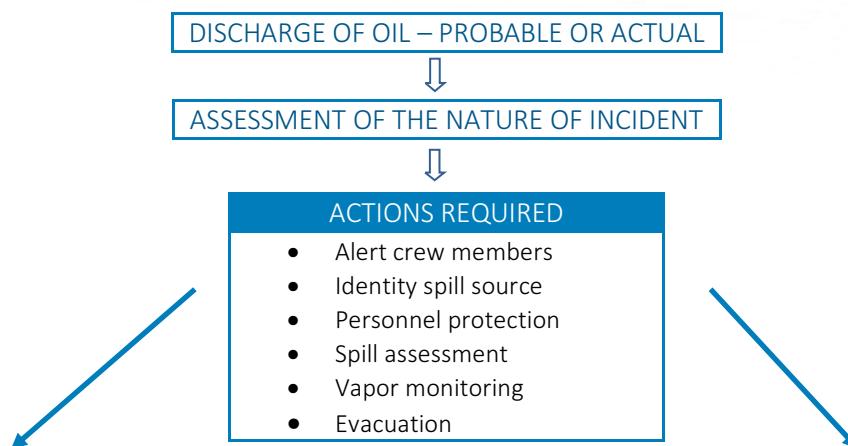 DISCHARGE OF OIL – PROBABLE OR ACTUAL
ASSESSMENT OF THE NATURE OF INCIDENT
ACTIONS REQUIRED
• Alert crew members
• Identity spill source
• Personnel protection
• Spill assessment
• Vapor monitoring
• Evacuation